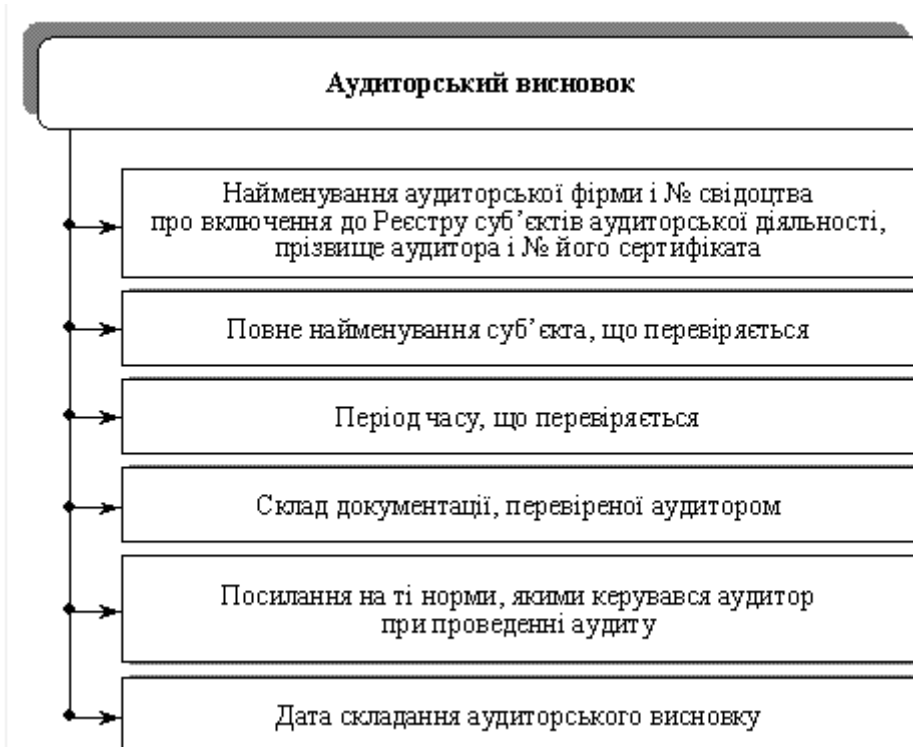 Аудиторський висновок
Найменування аудиторської фірми і № свідоцтва
про включення до Реєстру суб’єктів аудиторської діяльності,
прізвище аудитора і № його сертифіката
Повне найменування суб’єкта, що перевіряється
Період часу, що перевіряється
Склад документації, перевіреної аудитором
Посилання на ті норми, якими керувався аудитор
при проведенні аудиту
Дата складання аудиторського висновку